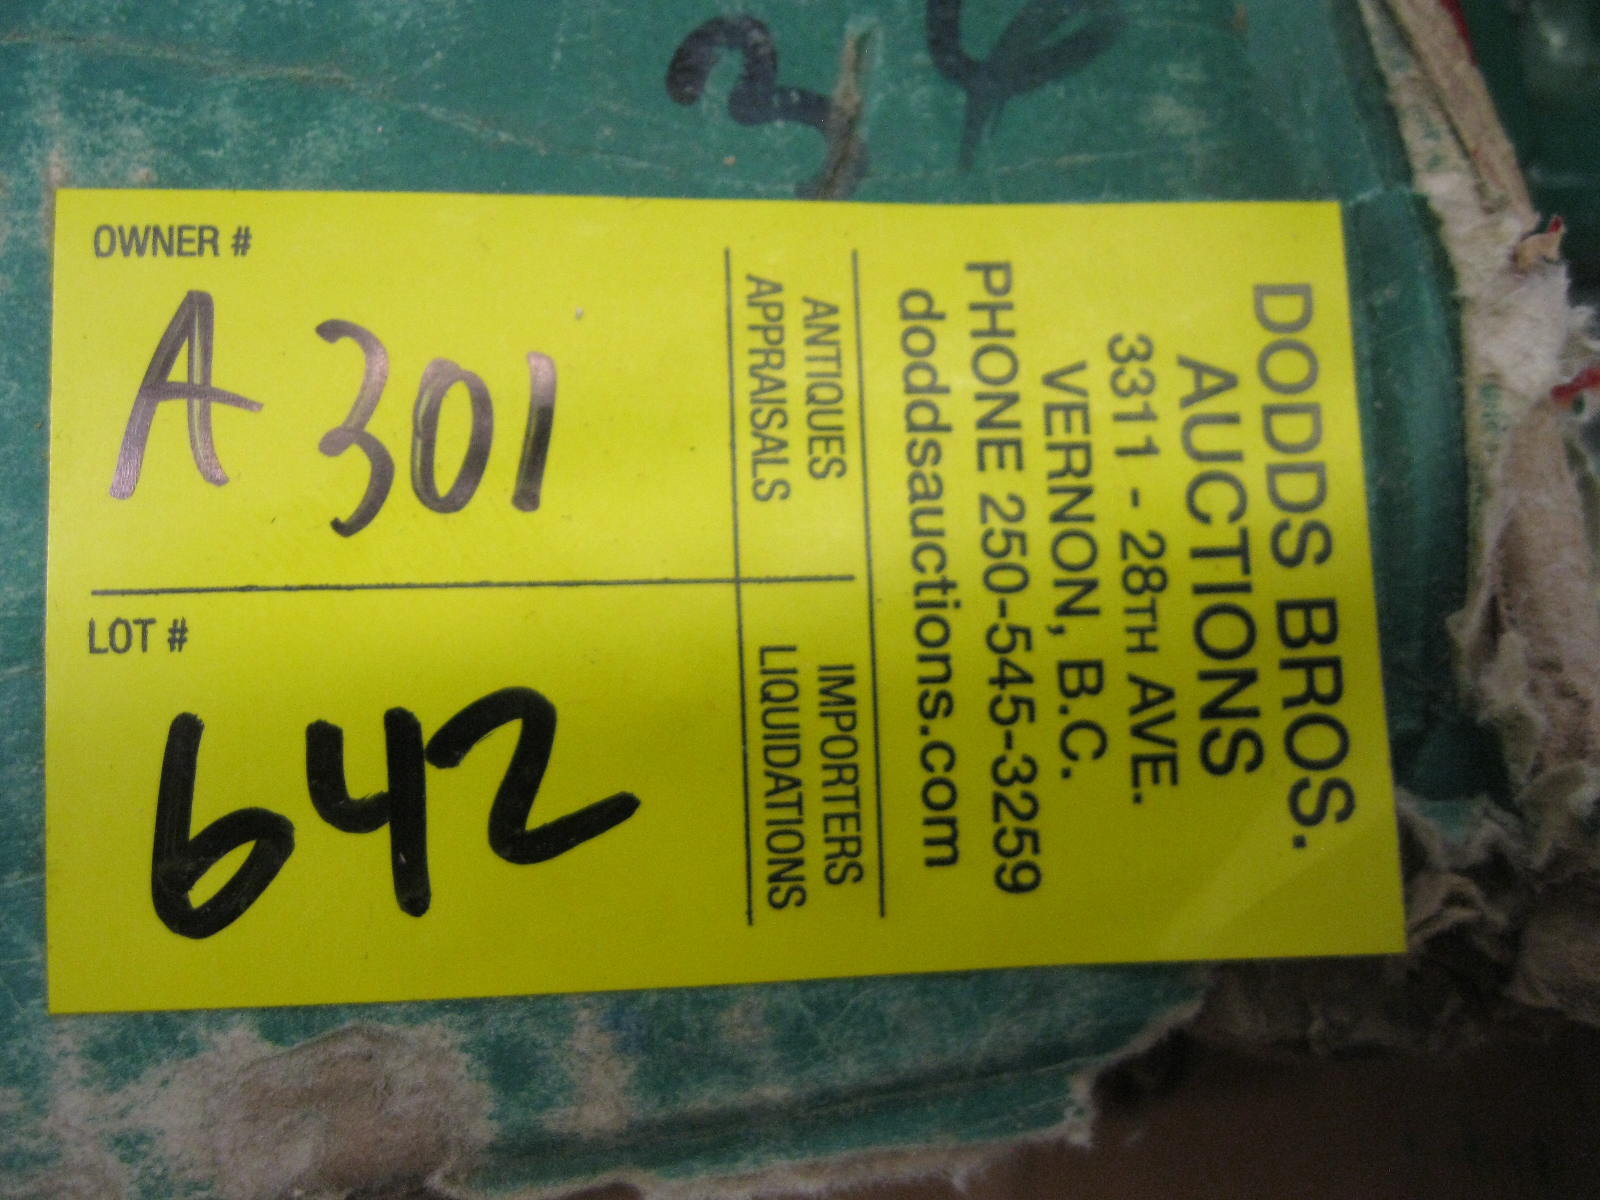 DODDS BROS.
AUCTIONS
3311 - 28TH AVE.
VERNON, B.C.
PHONE 250-545-3259
doddsauctions.com
ANTIQUES
APPRAISALS
IMPORTERS
LIQUIDATIONS
OWNER #
A 301
LOT #
642